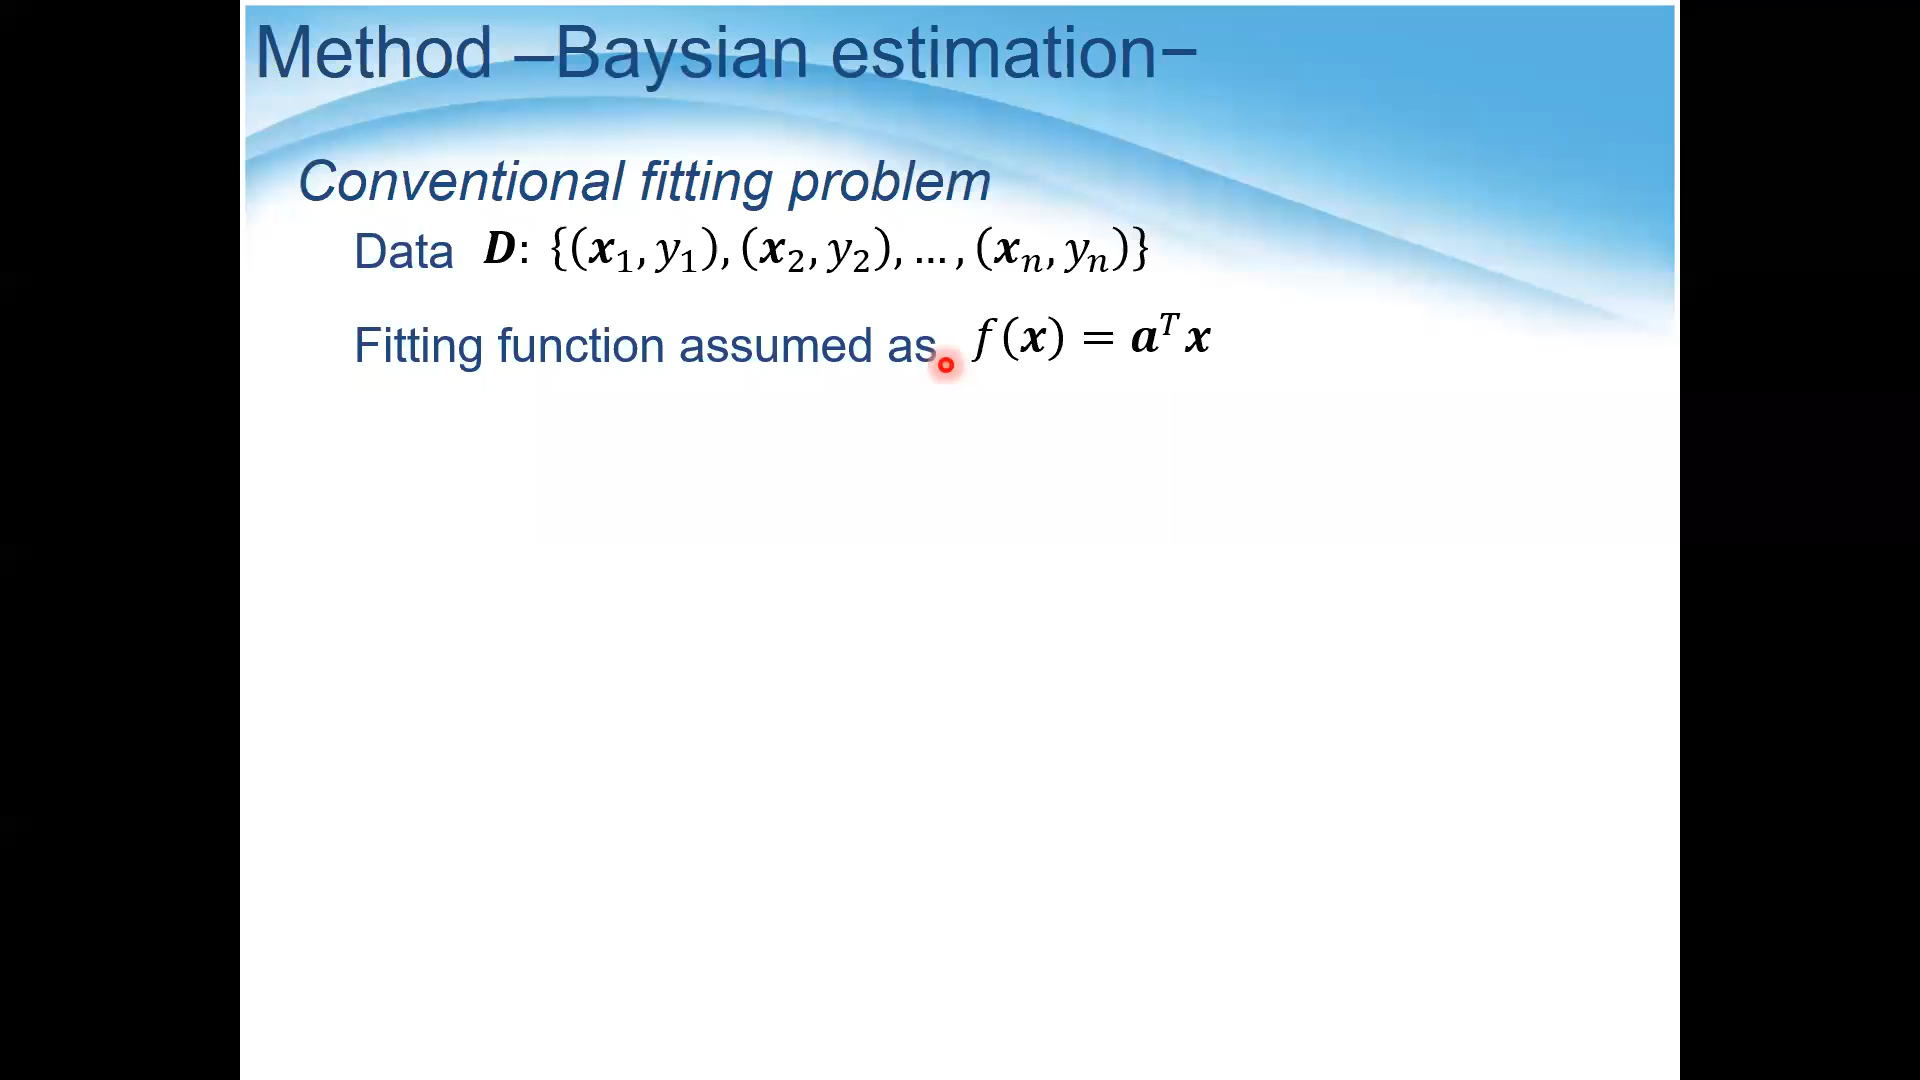 Method –Baysian estimation−
Conventional fitting problem
Data 𝑫: {(𝒙₁, 𝑦₁), (𝒙₂, 𝑦₂), … , (𝒙ₙ, 𝑦ₙ)}
Fitting function assumed as 𝑓(𝒙) = 𝒂ᵀ𝒙